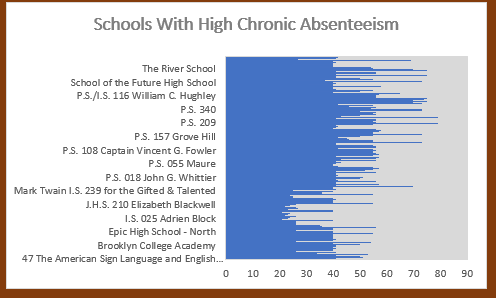 Schools With High Chronic Absenteeism
The River School
School of the Future High School
P.S./I.S. 116 William C. Hughley
P.S. 340
P.S. 209
P.S. 157 Grove Hill
P.S. 108 Captain Vincent G. Fowler
P.S. 055 Maure
P.S. 018 John G. Whittier
Mark Twain I.S. 239 for the Gifted & Talented
J.H.S. 210 Elizabeth Blackwell
I.S. 025 Adrien Block
Epic High School - North
Brooklyn College Academy
47 The American Sign Language and English...
0 10 20 30 40 50 60 70 80 90